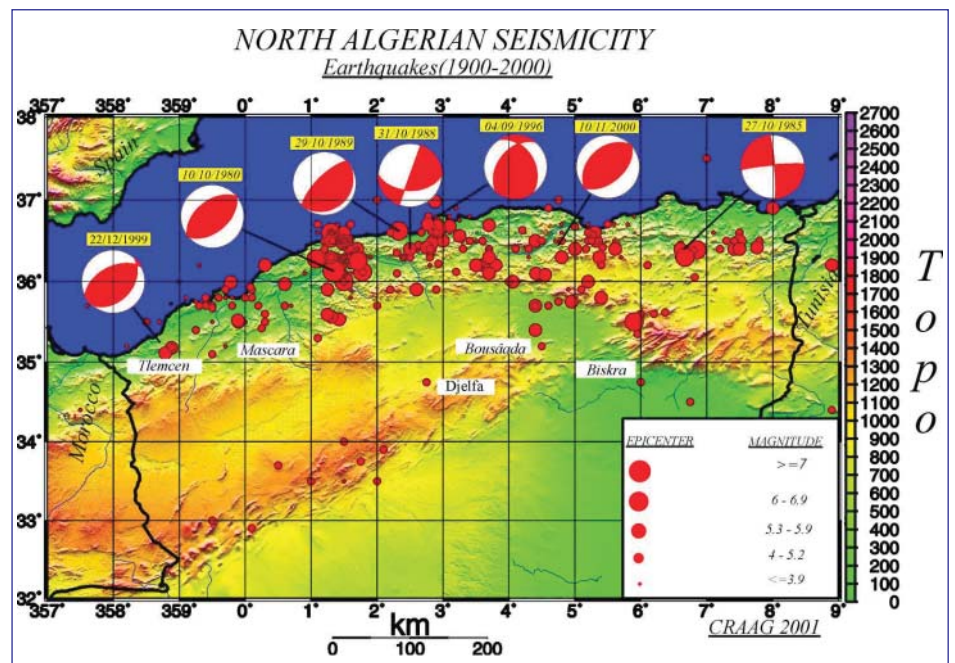 NORTH ALGERIAN SEISMICITY
Earthquakes(1900-2000)
357° 358° 359° 0° 1° 2° 3° 4° 5° 6° 7° 8° 9°
38°
37°
36°
35°
34°
33°
32°
Spain
22/12/1999
10/10/1980
29/10/1989
31/10/1988
04/09/1996
10/11/2000
27/10/1985
Tunisia
Morocco
Tlemcen
Mascara
Bousâada
Djelfa
Biskra
EPICENTER MAGNITUDE
>=7
6 - 6.9
5.3 - 5.9
4 - 5.2
<=3.9
357° 358° 359° 0° 1° 2° 3° 4° 5° 6° 7° 8° 9°
km
0 100 200
CRAAG 2001
2700
2600
2500
2400
2300
2200
2100
2000
1900
1800
1700
1600
1500
1400
1300
1200
1100
1000
900
800
700
600
500
400
300
200
100
0
Topo